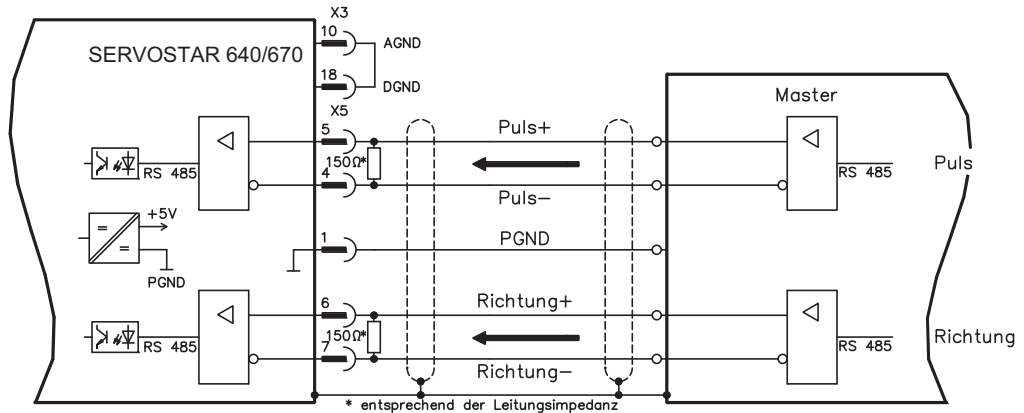 X3
10
AGND
SERVOSTAR 640/670
18
DGND
X5
Master
5
Puls+
150Ω*
RS 485
4
Puls-
RS 485
Puls
+5V
1
PGND
PGND
6
Richtung+
150Ω*
RS 485
7
Richtung-
RS 485
Richtung
* entsprechend der Leitungsimpedanz